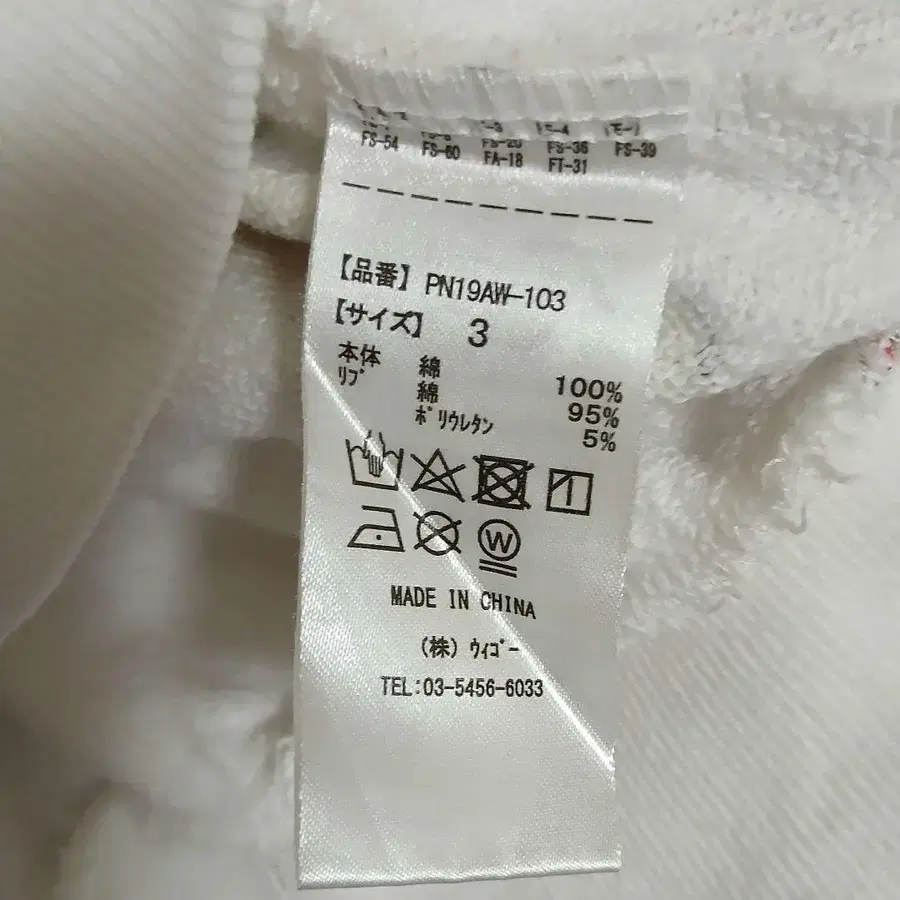 FS-54 FS-60 FS-20 FS-36 FS-39
FA-18 FT-31
【品番】 PN19AW-103
【サイズ】 3
本体 綿 100%
リブ 綿 95%
ポリウレタン 5%
W
MADE IN CHINA
(株) ウィゴー
TEL:03-5456-6033